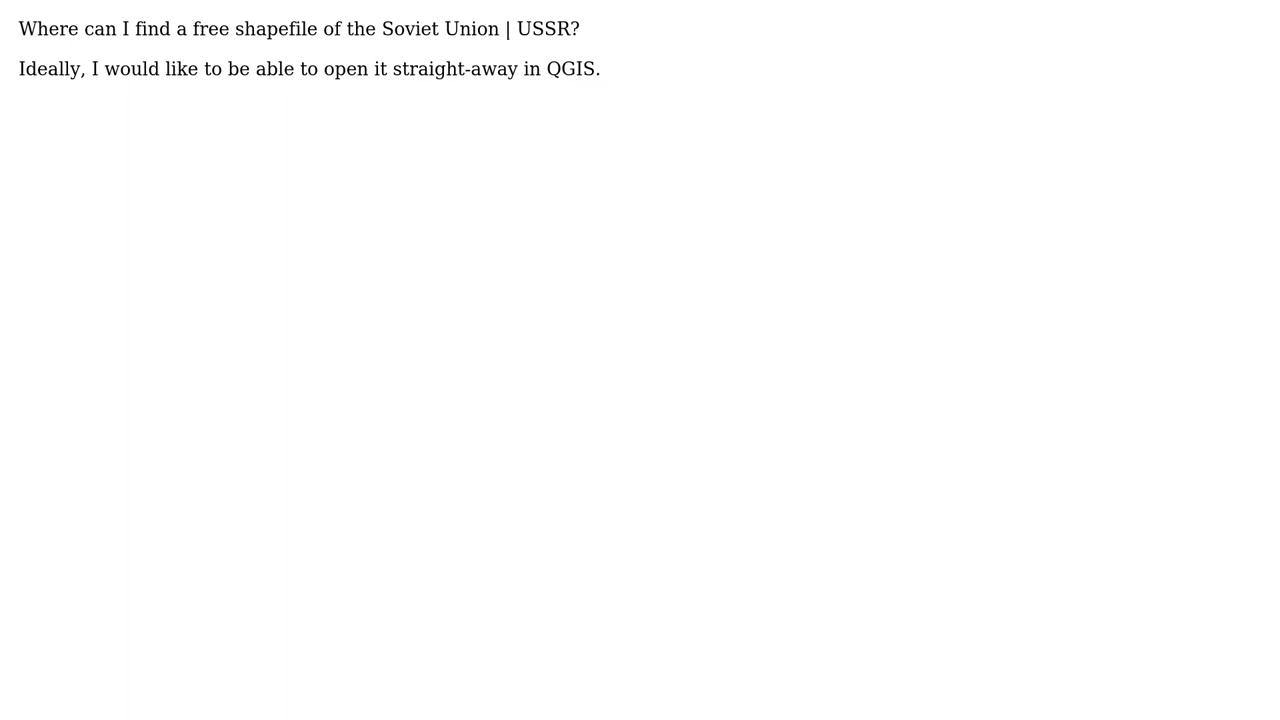 Where can I find a free shapefile of the Soviet Union | USSR?
Ideally, I would like to be able to open it straight-away in QGIS.